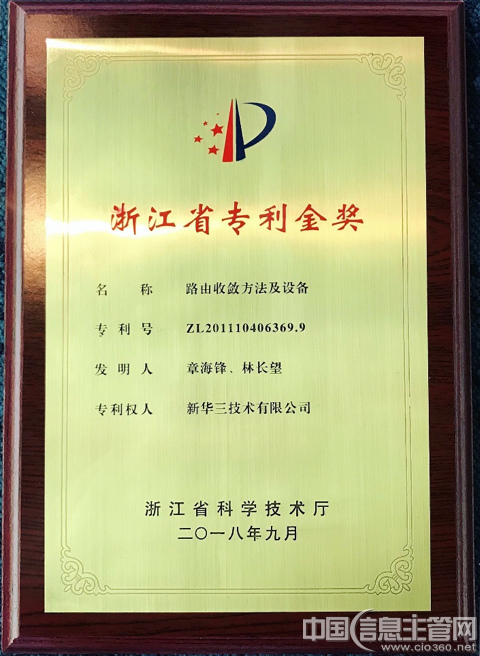 浙江省专利金奖
名称 路由收敛方法及设备
专利号 ZL201110406369.9
发明人 章海锋、林长望
专利权人 新华三技术有限公司
浙江省科学技术厅
二〇一八年九月
中国信息主管网
www.cio360.net